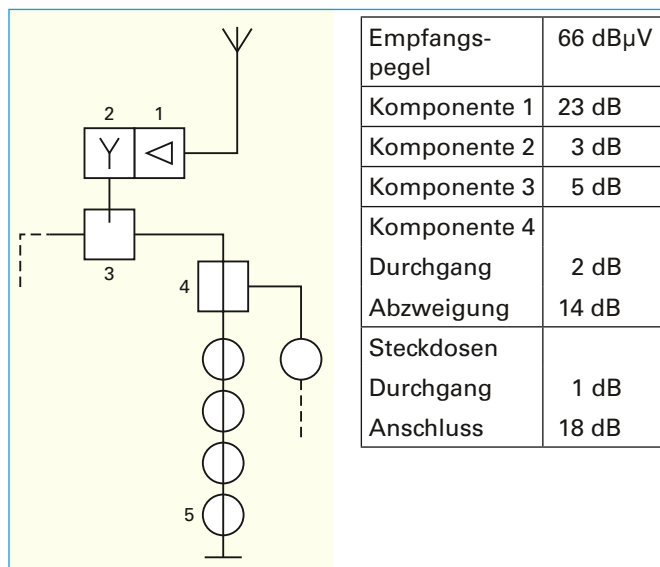 2 1
3
4
5
Empfangs- 66 dBµV
pegel
Komponente 1 23 dB
Komponente 2 3 dB
Komponente 3 5 dB
Komponente 4
Durchgang 2 dB
Abzweigung 14 dB
Steckdosen
Durchgang 1 dB
Anschluss 18 dB